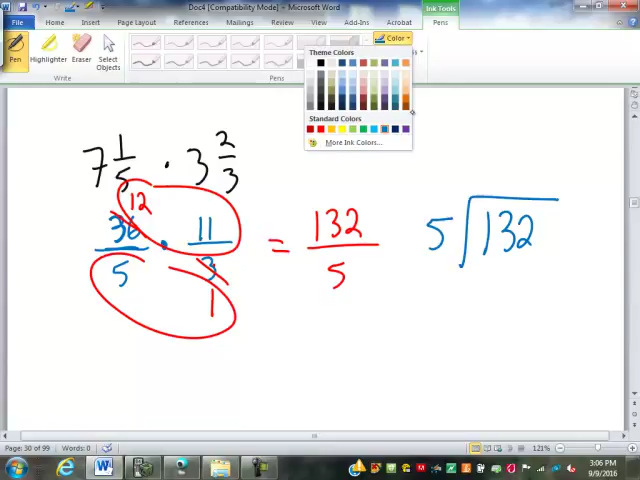 Doc4 [Compatibility Mode] - Microsoft Word
Ink Tools
File Home Insert Page Layout References Mailings Review View Add-Ins Acrobat Pens
Pen Highlighter Eraser Select Objects
Color
Write
Pens
Theme Colors
Standard Colors
More Ink Colors...
7 1/5 · 3 2/3
12
36/5 · 11/3 = 132/5
1
5 132
Page: 30 of 99 Words: 0
121%
3:06 PM
9/9/2016